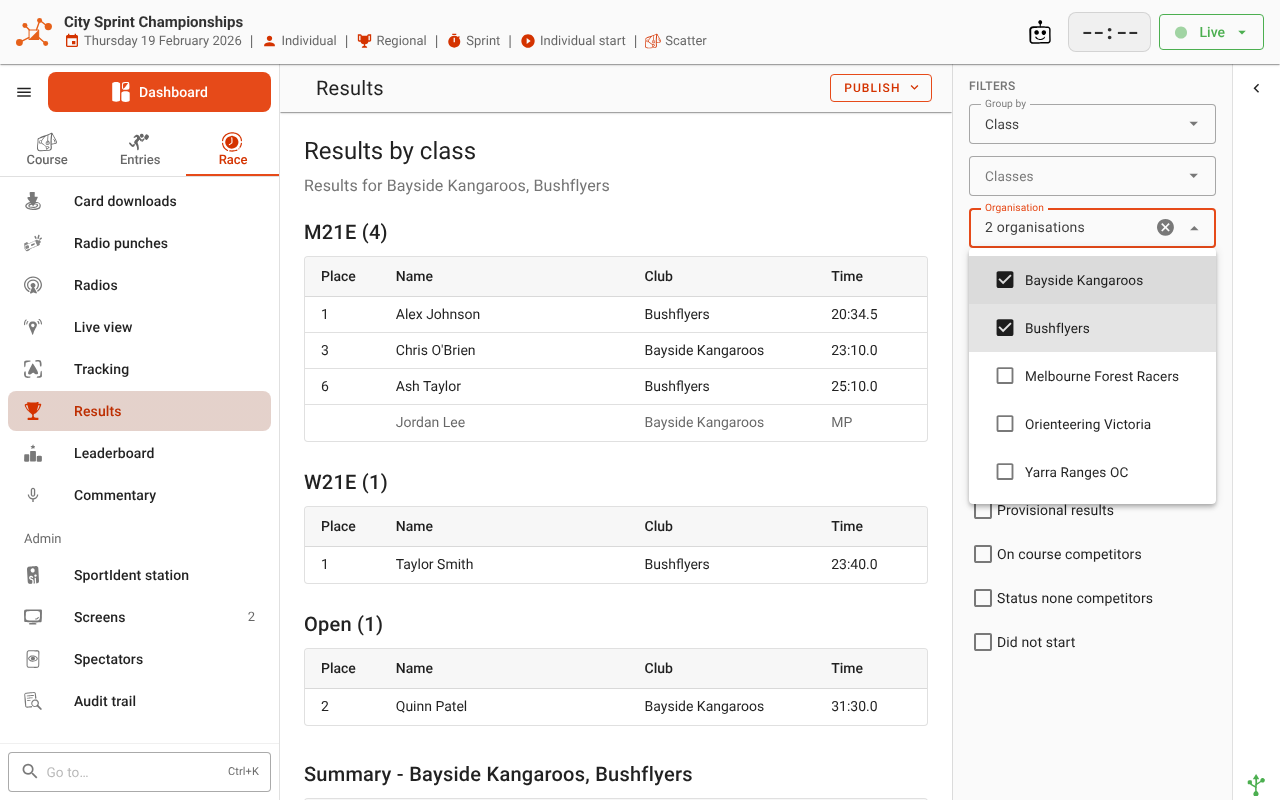 City Sprint Championships
Thursday 19 February 2026 | Individual | Regional | Sprint | Individual start | Scatter
--:--
Live
Dashboard
Course
Entries
Race
Card downloads
Radio punches
Radios
Live view
Tracking
Results
Leaderboard
Commentary
Admin
SportIdent station
Screens 2
Spectators
Audit trail
Go to… Ctrl+K
Results
PUBLISH
Results by class
Results for Bayside Kangaroos, Bushflyers
M21E (4)
Place Name Club Time
1 Alex Johnson Bushflyers 20:34.5
3 Chris O'Brien Bayside Kangaroos 23:10.0
6 Ash Taylor Bushflyers 25:10.0
Jordan Lee Bayside Kangaroos MP
W21E (1)
Place Name Club Time
1 Taylor Smith Bushflyers 23:40.0
Open (1)
Place Name Club Time
2 Quinn Patel Bayside Kangaroos 31:30.0
Summary - Bayside Kangaroos, Bushflyers
FILTERS
Group by
Class
Classes
Organisation
2 organisations
Bayside Kangaroos
Bushflyers
Melbourne Forest Racers
Orienteering Victoria
Yarra Ranges OC
Provisional results
On course competitors
Status none competitors
Did not start